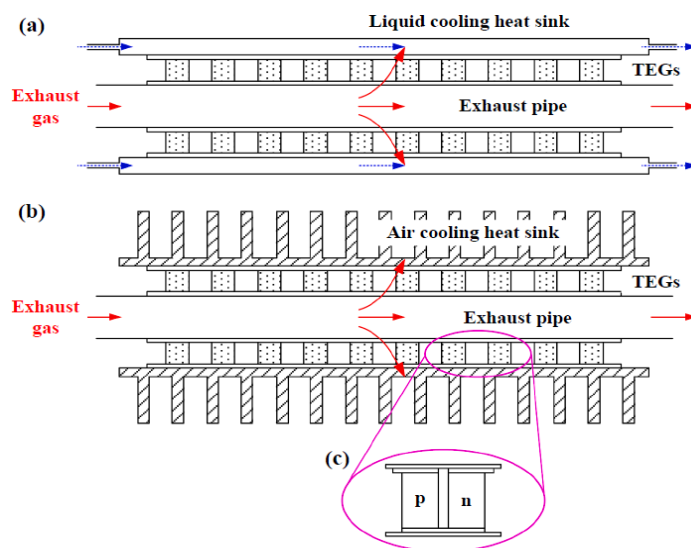 (a)
Liquid cooling heat sink
TEGs
Exhaust
gas
Exhaust pipe
(b)
Air cooling heat sink
TEGs
Exhaust
gas
Exhaust pipe
(c)
p n